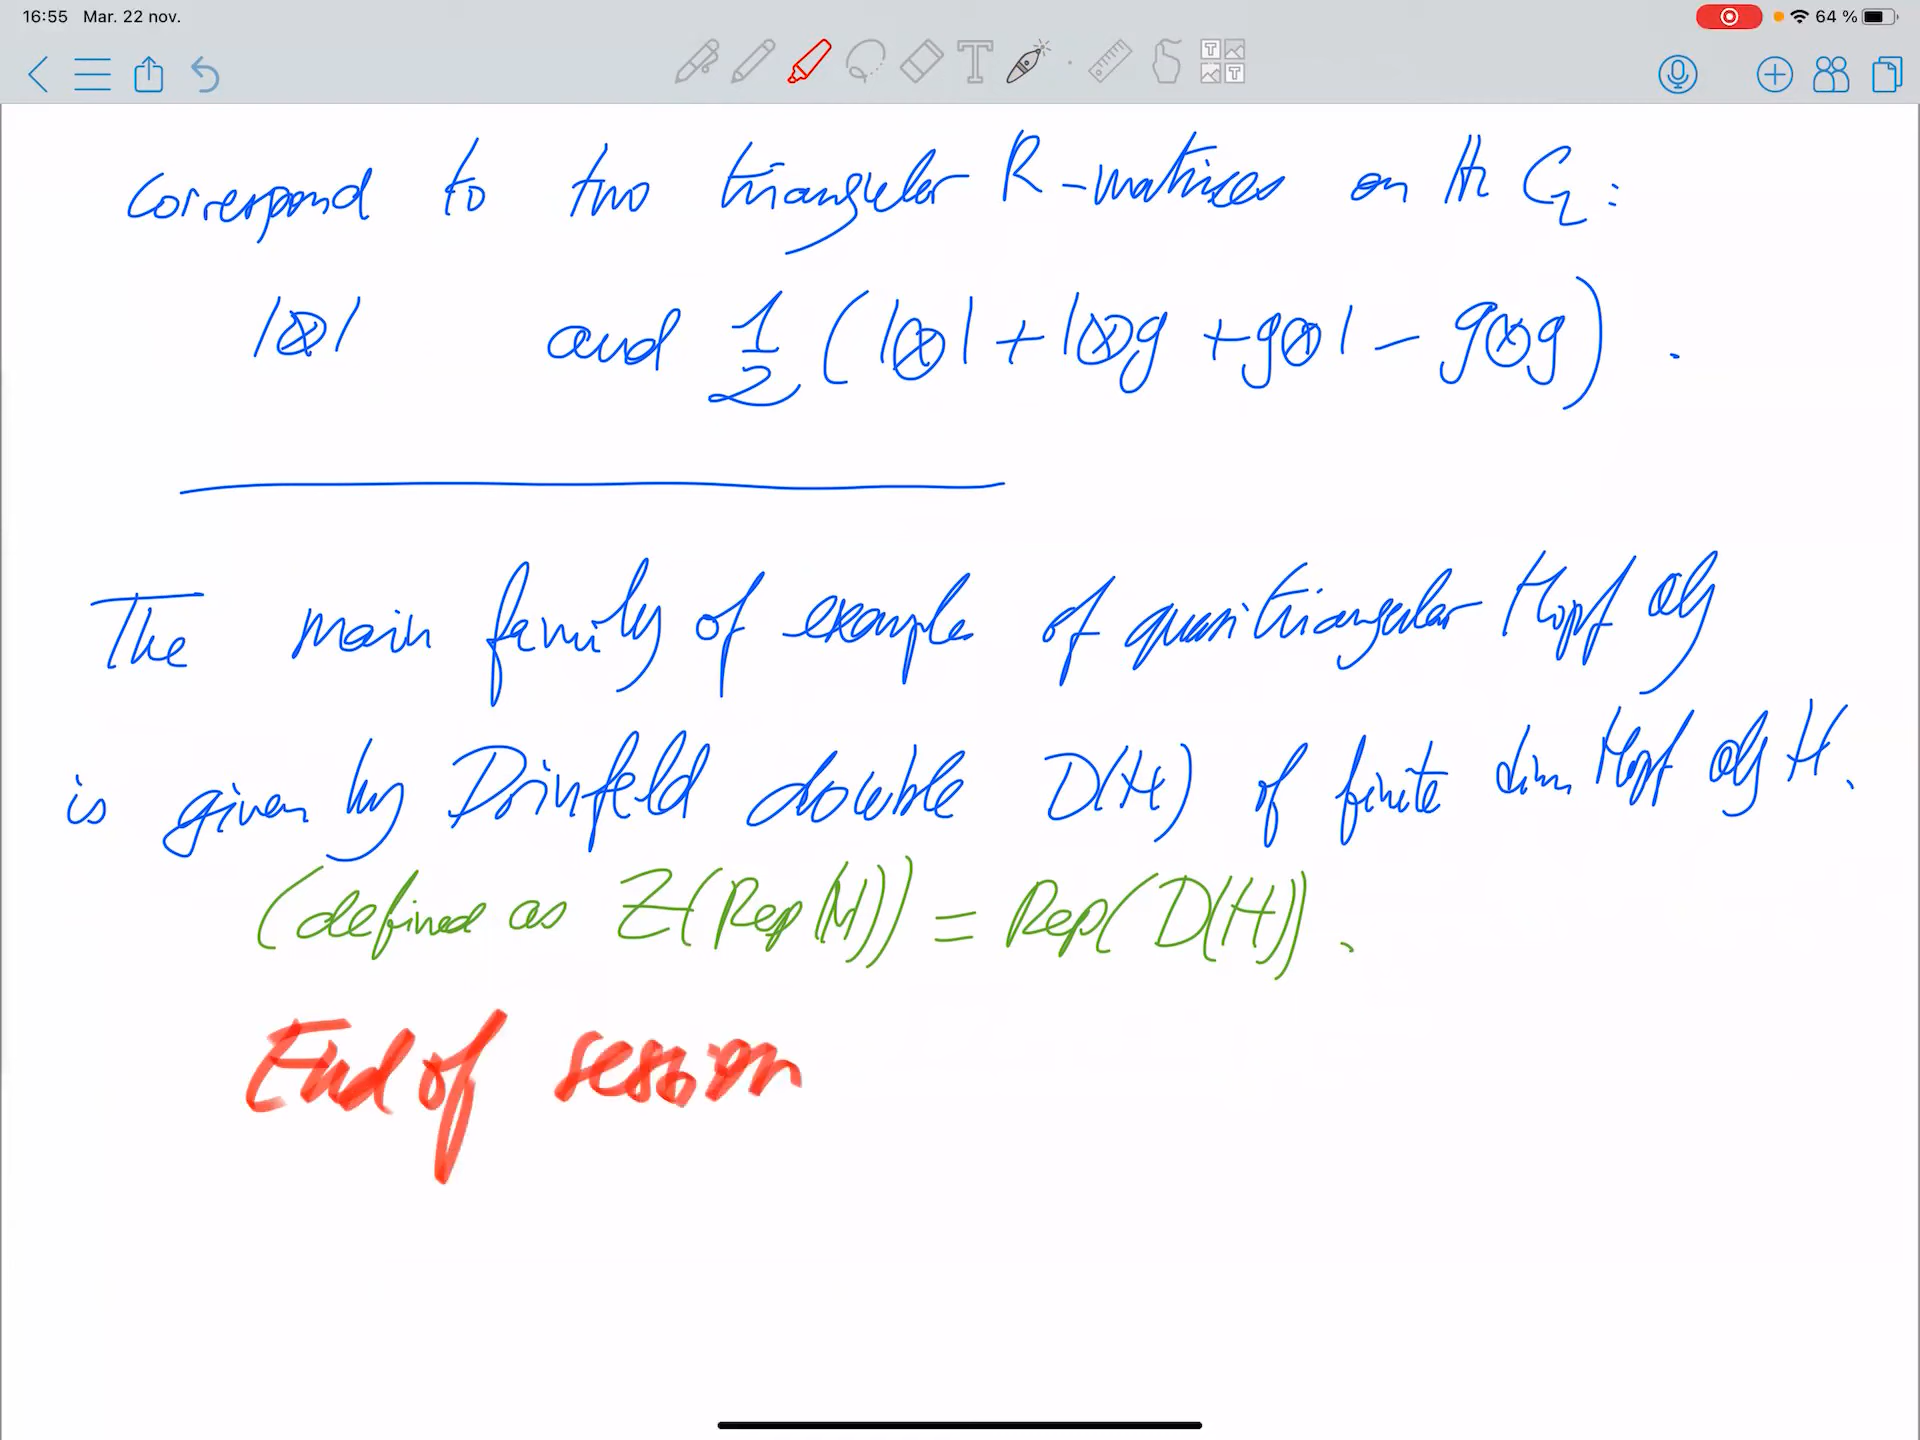 16:55 Mar. 22 nov. 64 %
correspond to two triangular R-matrices on k C₂ :
1⊗1 and 1/2 (1⊗1 + 1⊗g + g⊗1 - g⊗g) .
The main family of example of quasitriangular Hopf alg
is given by Drinfeld double D(H) of finite dim Hopf alg H.
(defined as Z(Rep(H)) = Rep(D(H)) .
End of session